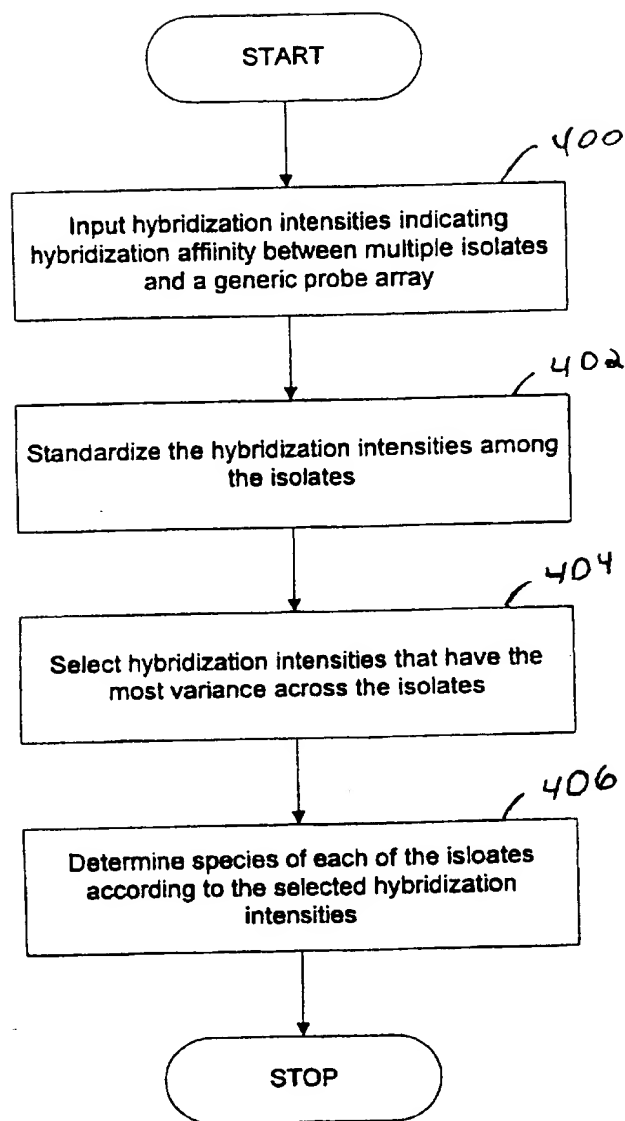 START
400
Input hybridization intensities indicating
hybridization affiinity between multiple isolates
and a generic probe array
402
Standardize the hybridization intensities among
the isolates
404
Select hybridization intensities that have the
most variance across the isolates
406
Determine species of each of the isloates
according to the selected hybridization
intensities
STOP